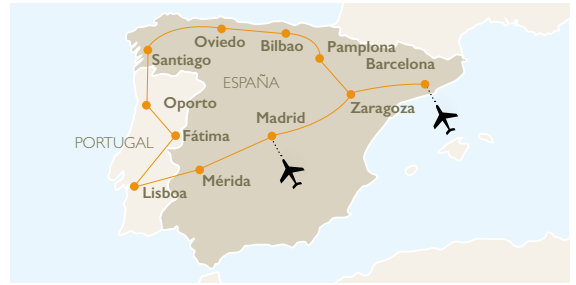 Oviedo
Bilbao
Pamplona
Santiago
Barcelona
ESPAÑA
Oporto
Zaragoza
Madrid
Fátima
PORTUGAL
Mérida
Lisboa